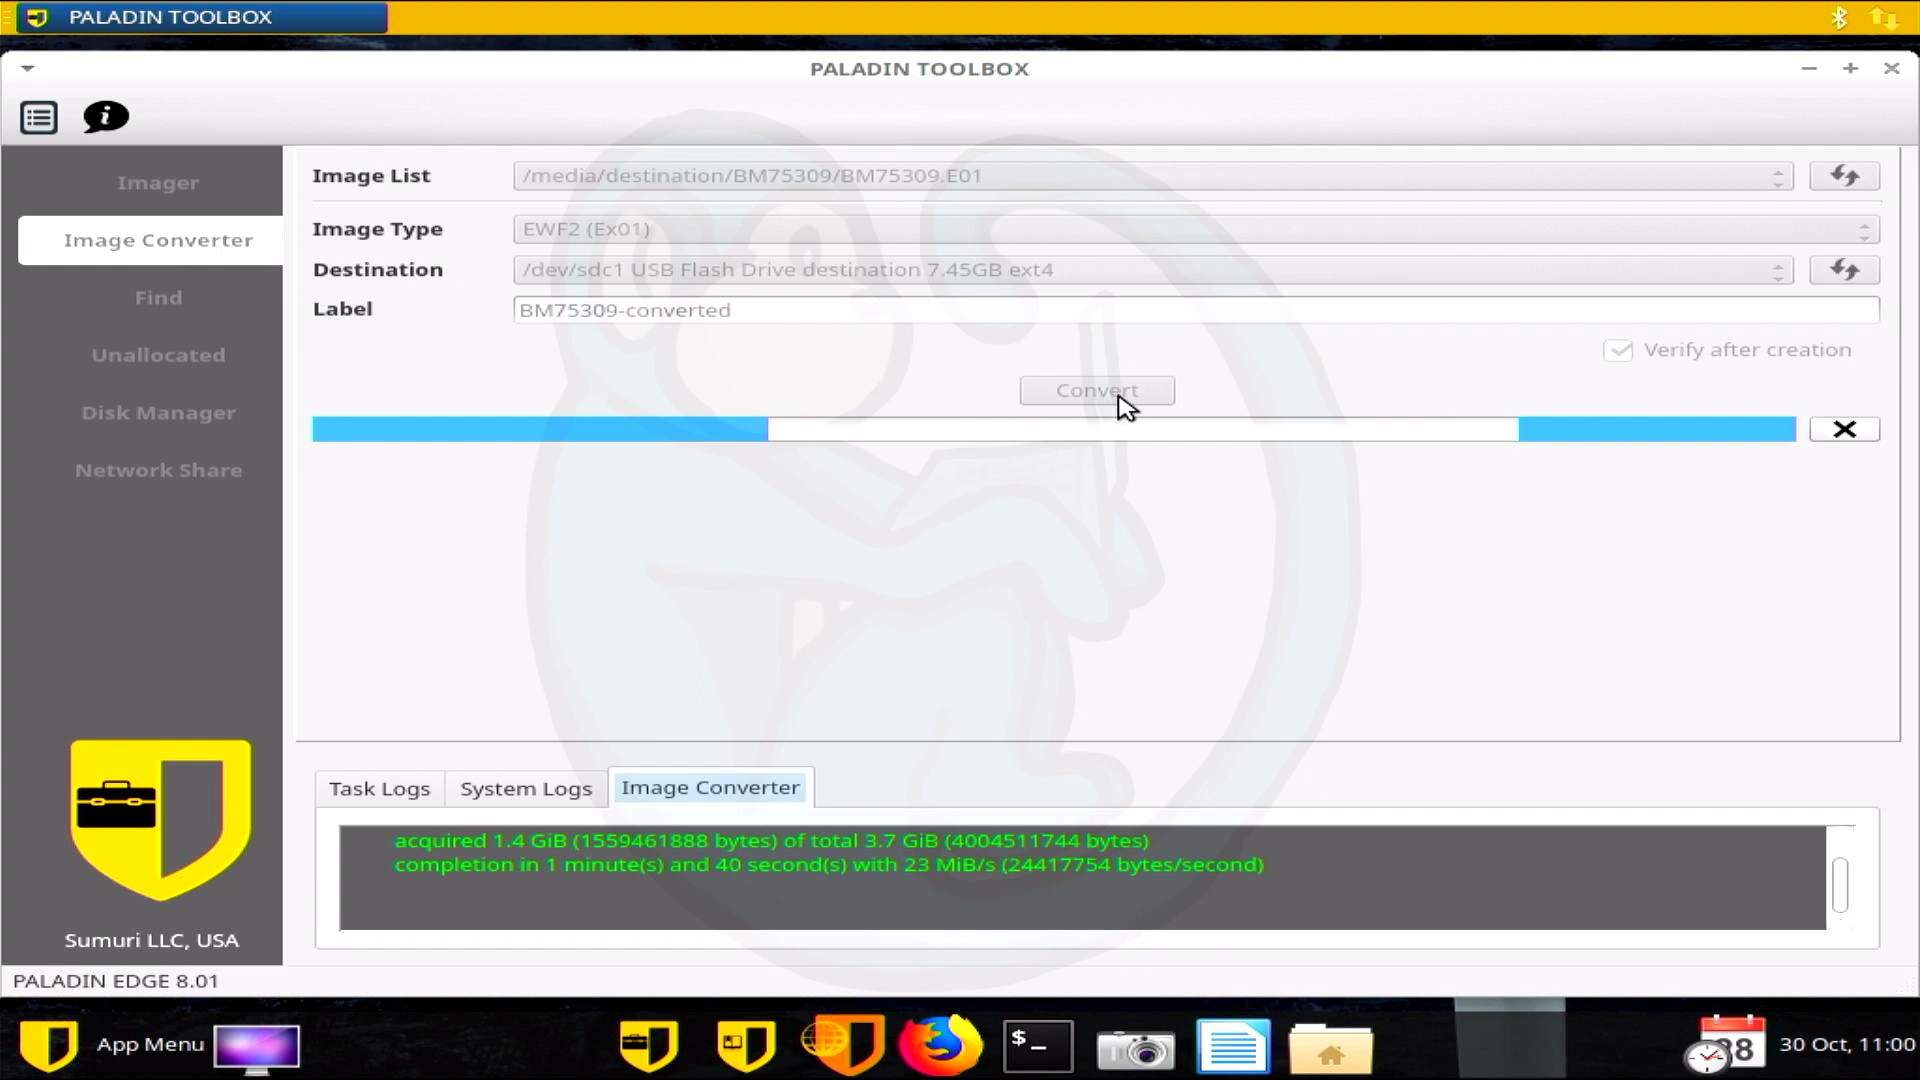 PALADIN TOOLBOX
PALADIN TOOLBOX
Imager
Image Converter
Find
Unallocated
Disk Manager
Network Share
Sumuri LLC, USA
Image List /media/destination/BM75309/BM75309.E01
Image Type EWF2 (Ex01)
Destination /dev/sdc1 USB Flash Drive destination 7.45GB ext4
Label BM75309-converted
Verify after creation
Convert
Task Logs System Logs Image Converter
acquired 1.4 GiB (1559461888 bytes) of total 3.7 GiB (4004511744 bytes)
completion in 1 minute(s) and 40 second(s) with 23 MiB/s (24417754 bytes/second)
PALADIN EDGE 8.01
App Menu $_ 30 Oct, 11:00